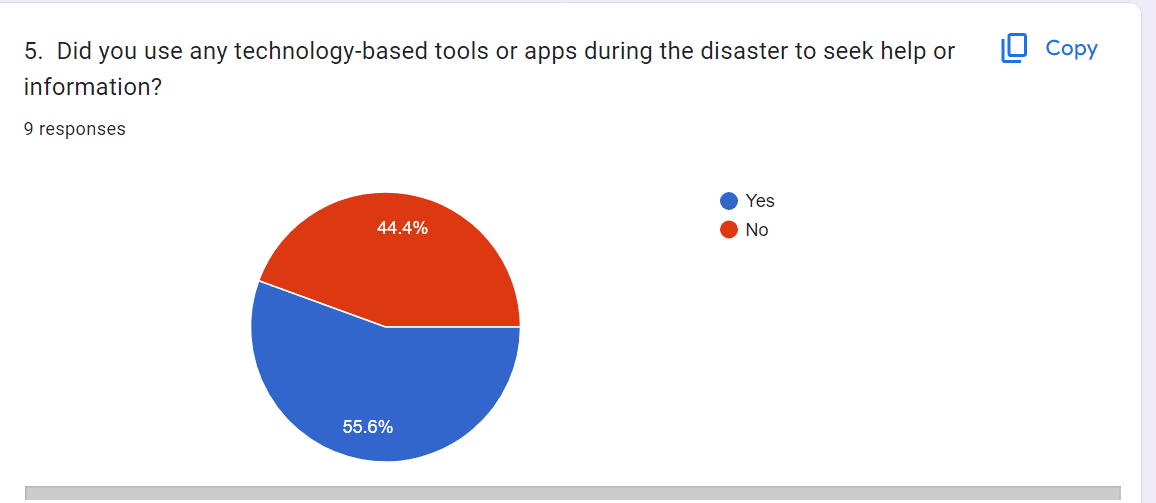 5.  Did you use any technology-based tools or apps during the disaster to seek help or
information?
Copy
9 responses
44.4%
55.6%
Yes
No